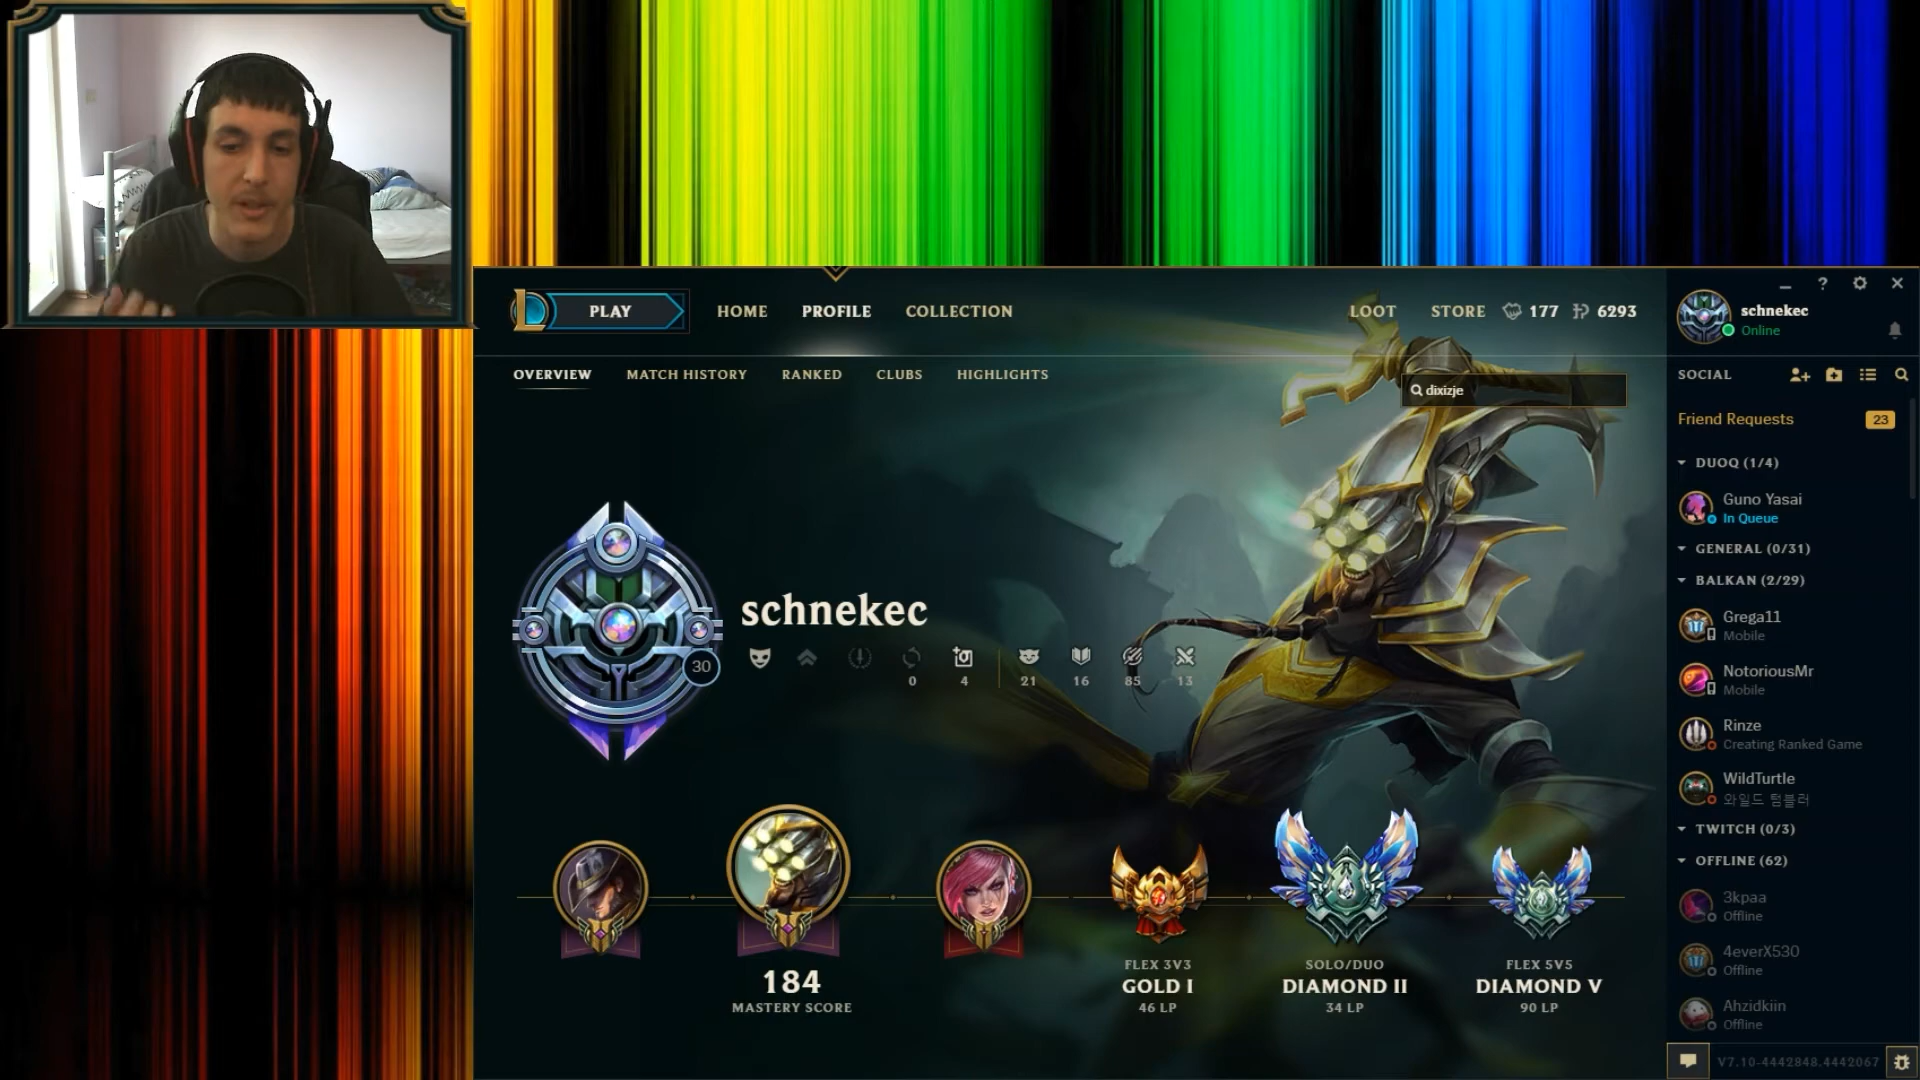 PLAY
HOME
PROFILE
COLLECTION
LOOT
STORE
177
6293
OVERVIEW
MATCH HISTORY
RANKED
CLUBS
HIGHLIGHTS
dixizje
schnekec
30
0
4
21
16
85
13
184
MASTERY SCORE
FLEX 3V3
GOLD I
46 LP
SOLO/DUO
DIAMOND II
34 LP
FLEX 5V5
DIAMOND V
90 LP
?
schnekec
Online
SOCIAL
Friend Requests
23
DUOQ (1/4)
Guno Yasai
In Queue
GENERAL (0/31)
BALKAN (2/29)
Grega11
Mobile
NotoriousMr
Mobile
Rinze
Creating Ranked Game
WildTurtle
와일드 텀블러
TWITCH (0/3)
OFFLINE (62)
3kpaa
Offline
4everX530
Offline
Ahzidkiin
Offline
V7.10-4442848.4442067